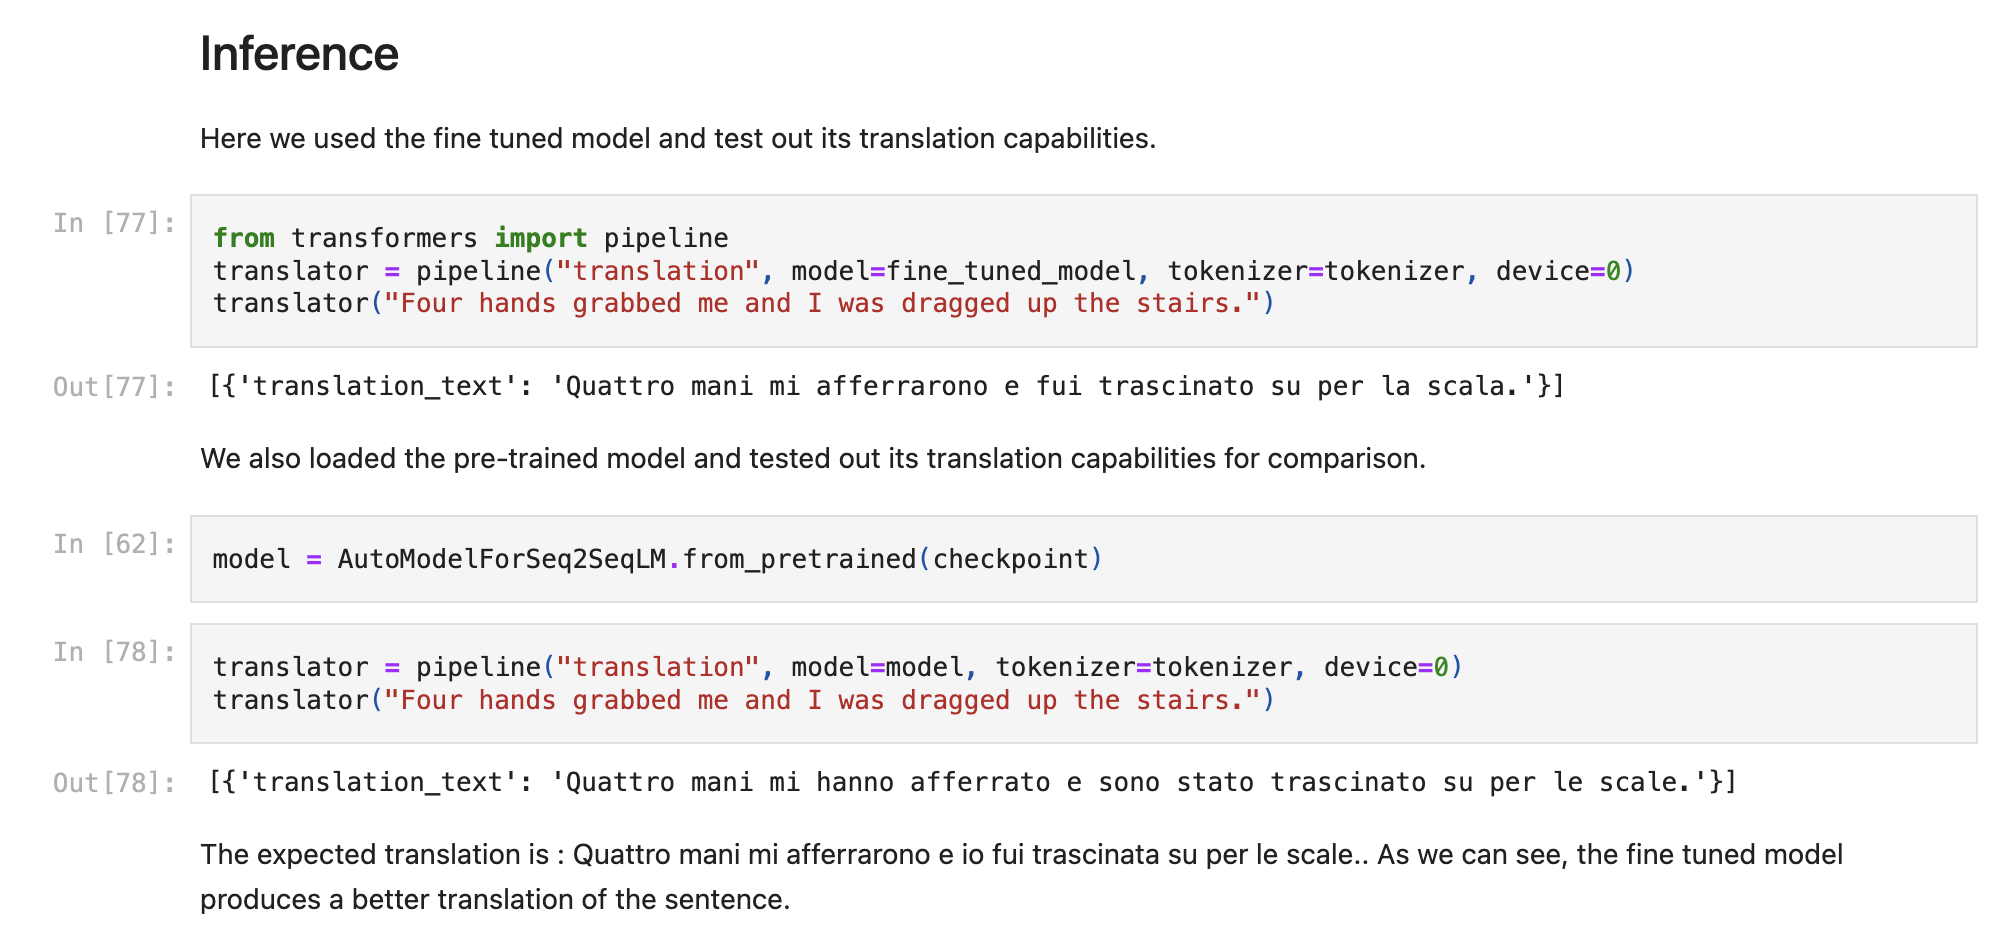 Inference
Here we used the fine tuned model and test out its translation capabilities.
In [77]:
from transformers import pipeline
translator = pipeline("translation", model=fine_tuned_model, tokenizer=tokenizer, device=0)
translator("Four hands grabbed me and I was dragged up the stairs.")
Out[77]: [{'translation_text': 'Quattro mani mi afferrarono e fui trascinato su per la scala.'}]
We also loaded the pre-trained model and tested out its translation capabilities for comparison.
In [62]:
model = AutoModelForSeq2SeqLM.from_pretrained(checkpoint)
In [78]:
translator = pipeline("translation", model=model, tokenizer=tokenizer, device=0)
translator("Four hands grabbed me and I was dragged up the stairs.")
Out[78]: [{'translation_text': 'Quattro mani mi hanno afferrato e sono stato trascinato su per le scale.'}]
The expected translation is : Quattro mani mi afferrarono e io fui trascinata su per le scale.. As we can see, the fine tuned model
produces a better translation of the sentence.